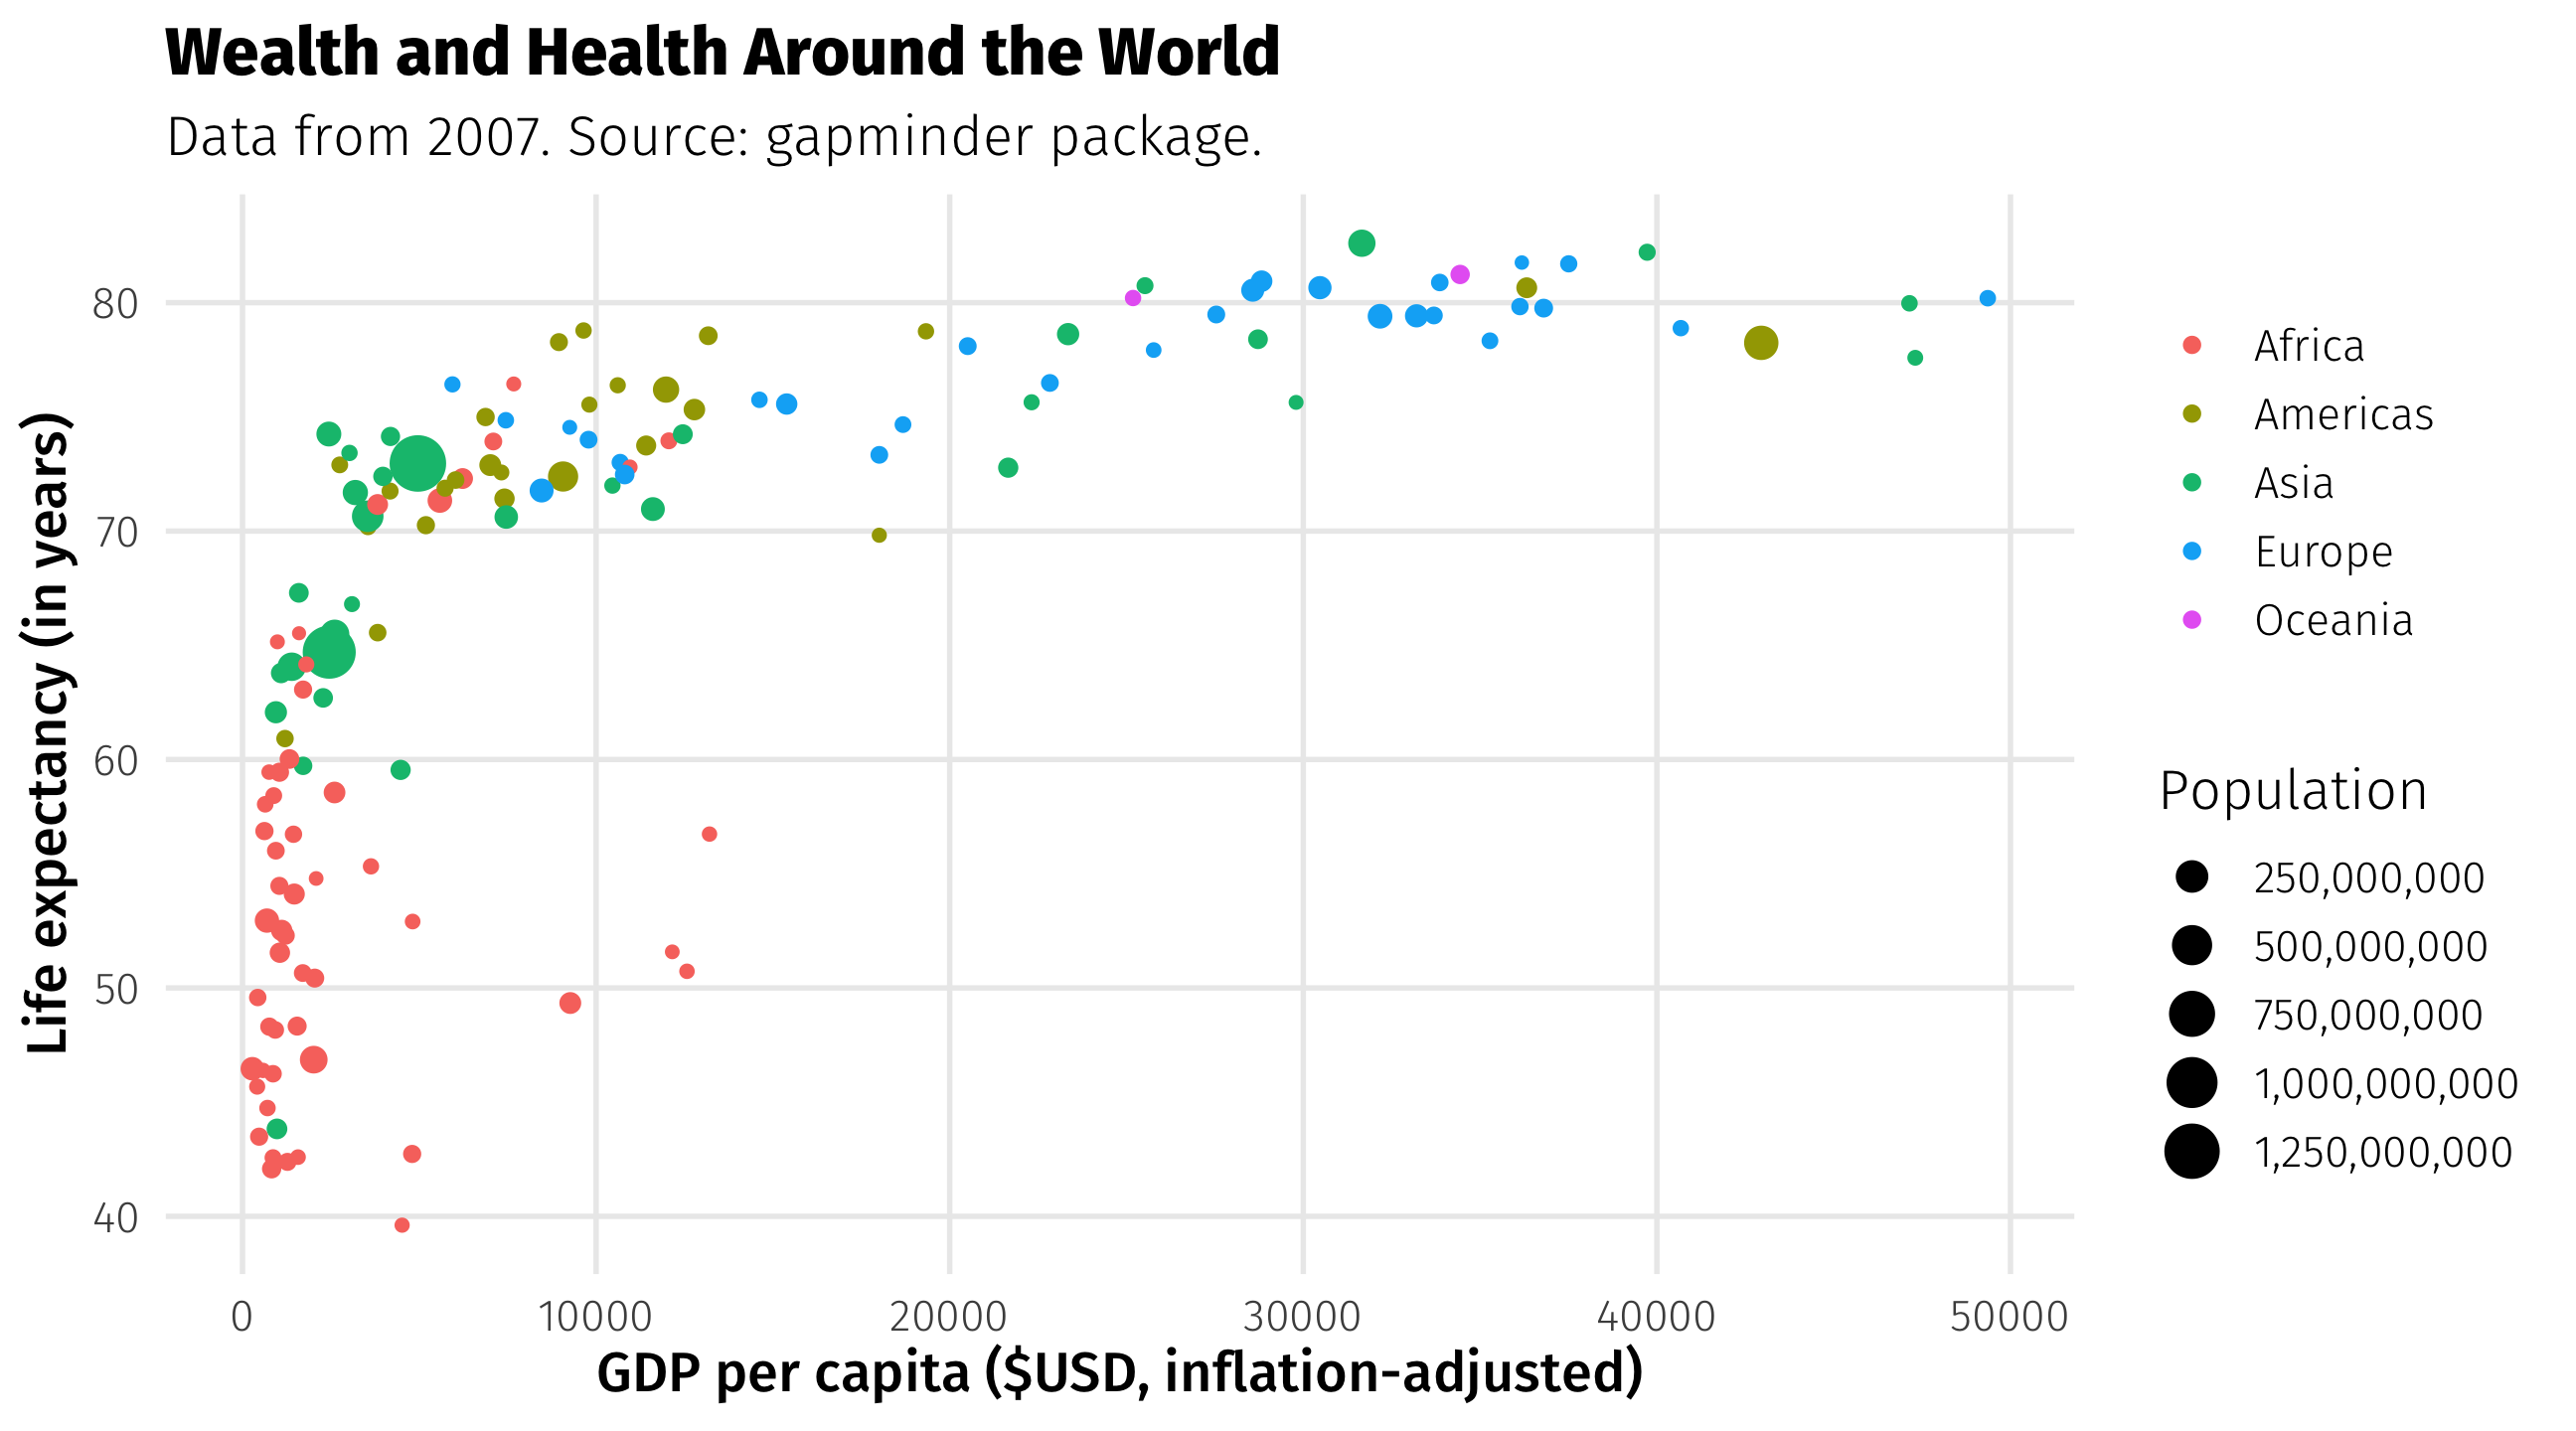 Wealth and Health Around the World
Data from 2007. Source: gapminder package.
Life expectancy (in years)
80
70
60
50
40
0 10000 20000 30000 40000 50000
GDP per capita ($USD, inflation-adjusted)
Africa
Americas
Asia
Europe
Oceania
Population
250,000,000
500,000,000
750,000,000
1,000,000,000
1,250,000,000